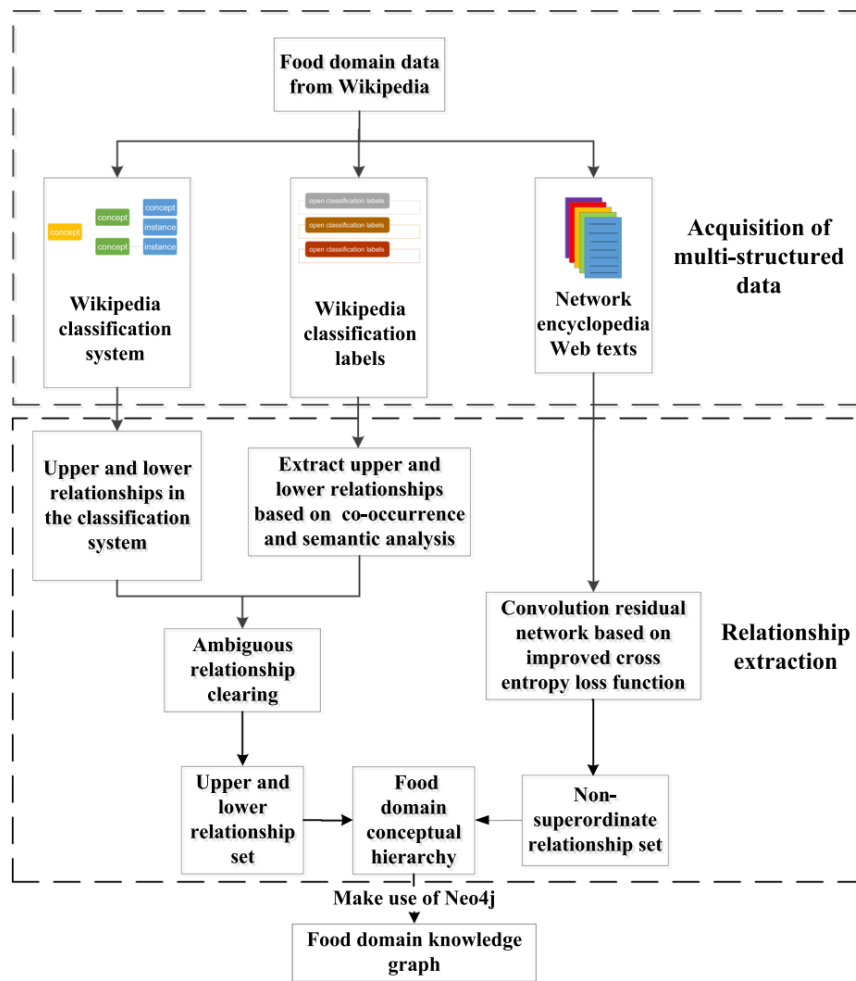 Food domain data
from Wikipedia
concept
concept
concept
instance
concept
instance
Wikipedia
classification
system
open classification labels
open classification labels
open classification labels
Wikipedia
classification
labels
Network
encyclopedia
Web texts
Acquisition of
multi-structured
data
Upper and lower
relationships in
the classification
system
Extract upper and
lower relationships
based on co-occurrence
and semantic analysis
Convolution residual
network based on
improved cross
entropy loss function
Relationship
extraction
Ambiguous
relationship
clearing
Upper and
lower
relationship
set
Food
domain
conceptual
hierarchy
Non-
superordinate
relationship set
Make use of Neo4j
Food domain knowledge
graph